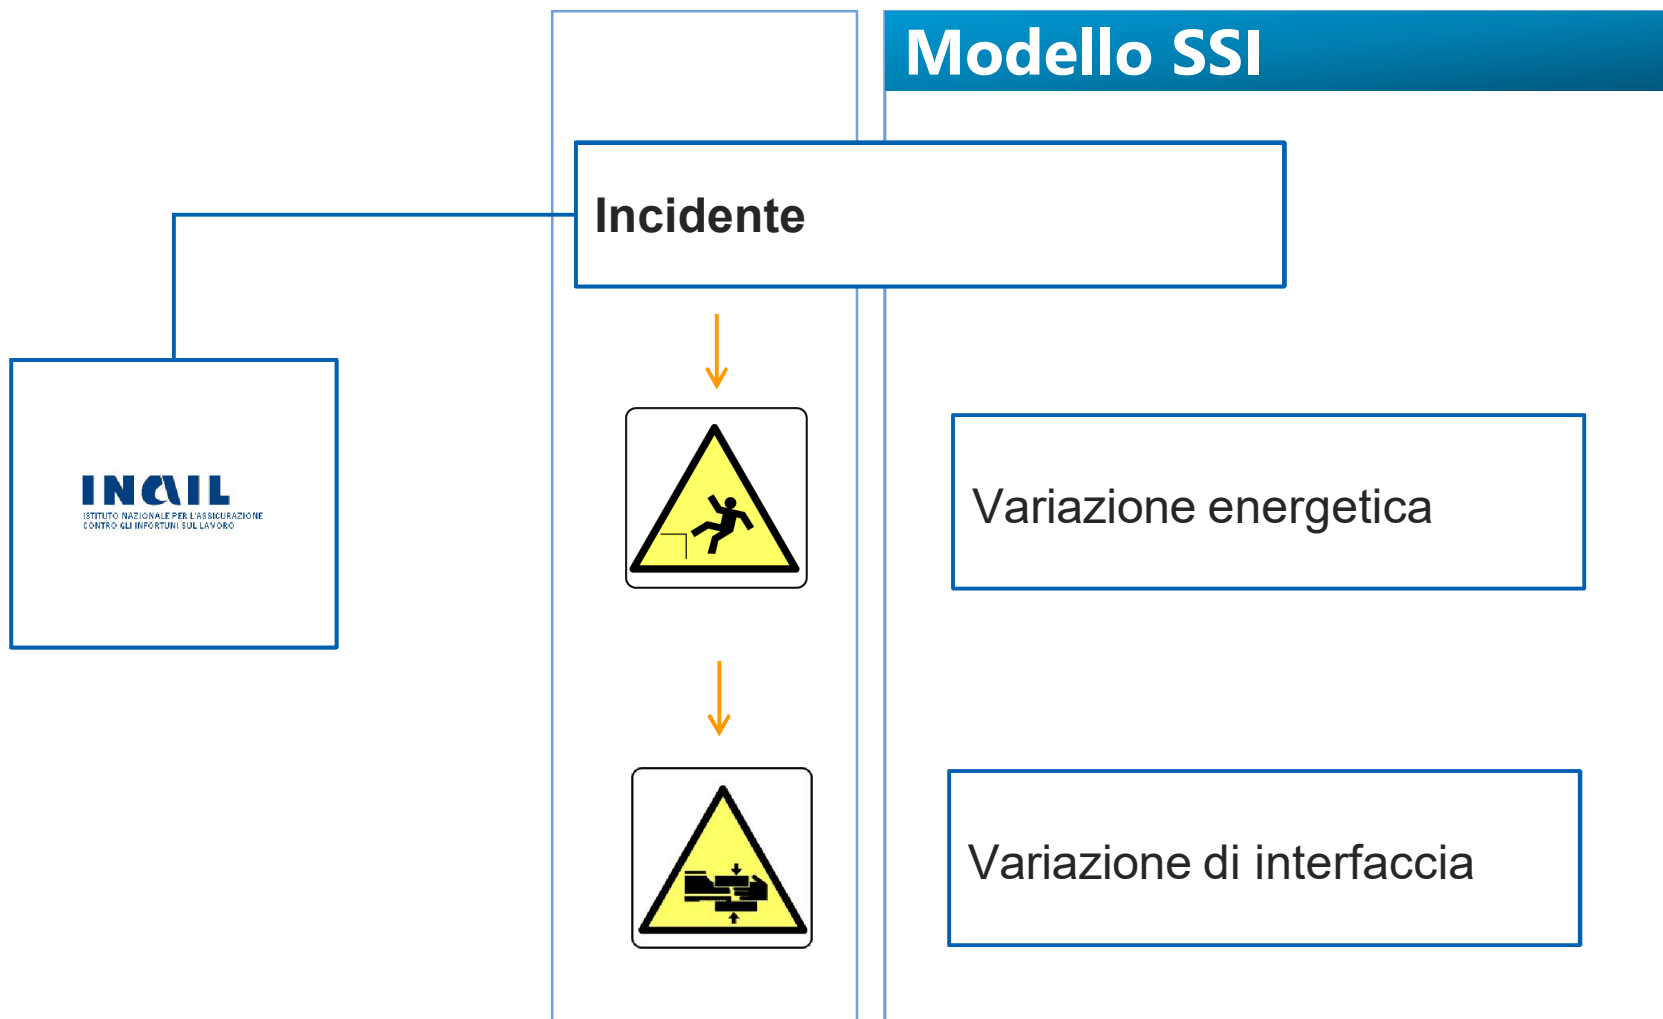 Modello SSI
Incidente
INAIL
ISTITUTO NAZIONALE PER L'ASSICURAZIONE
CONTRO GLI INFORTUNI SUL LAVORO
Variazione energetica
Variazione di interfaccia